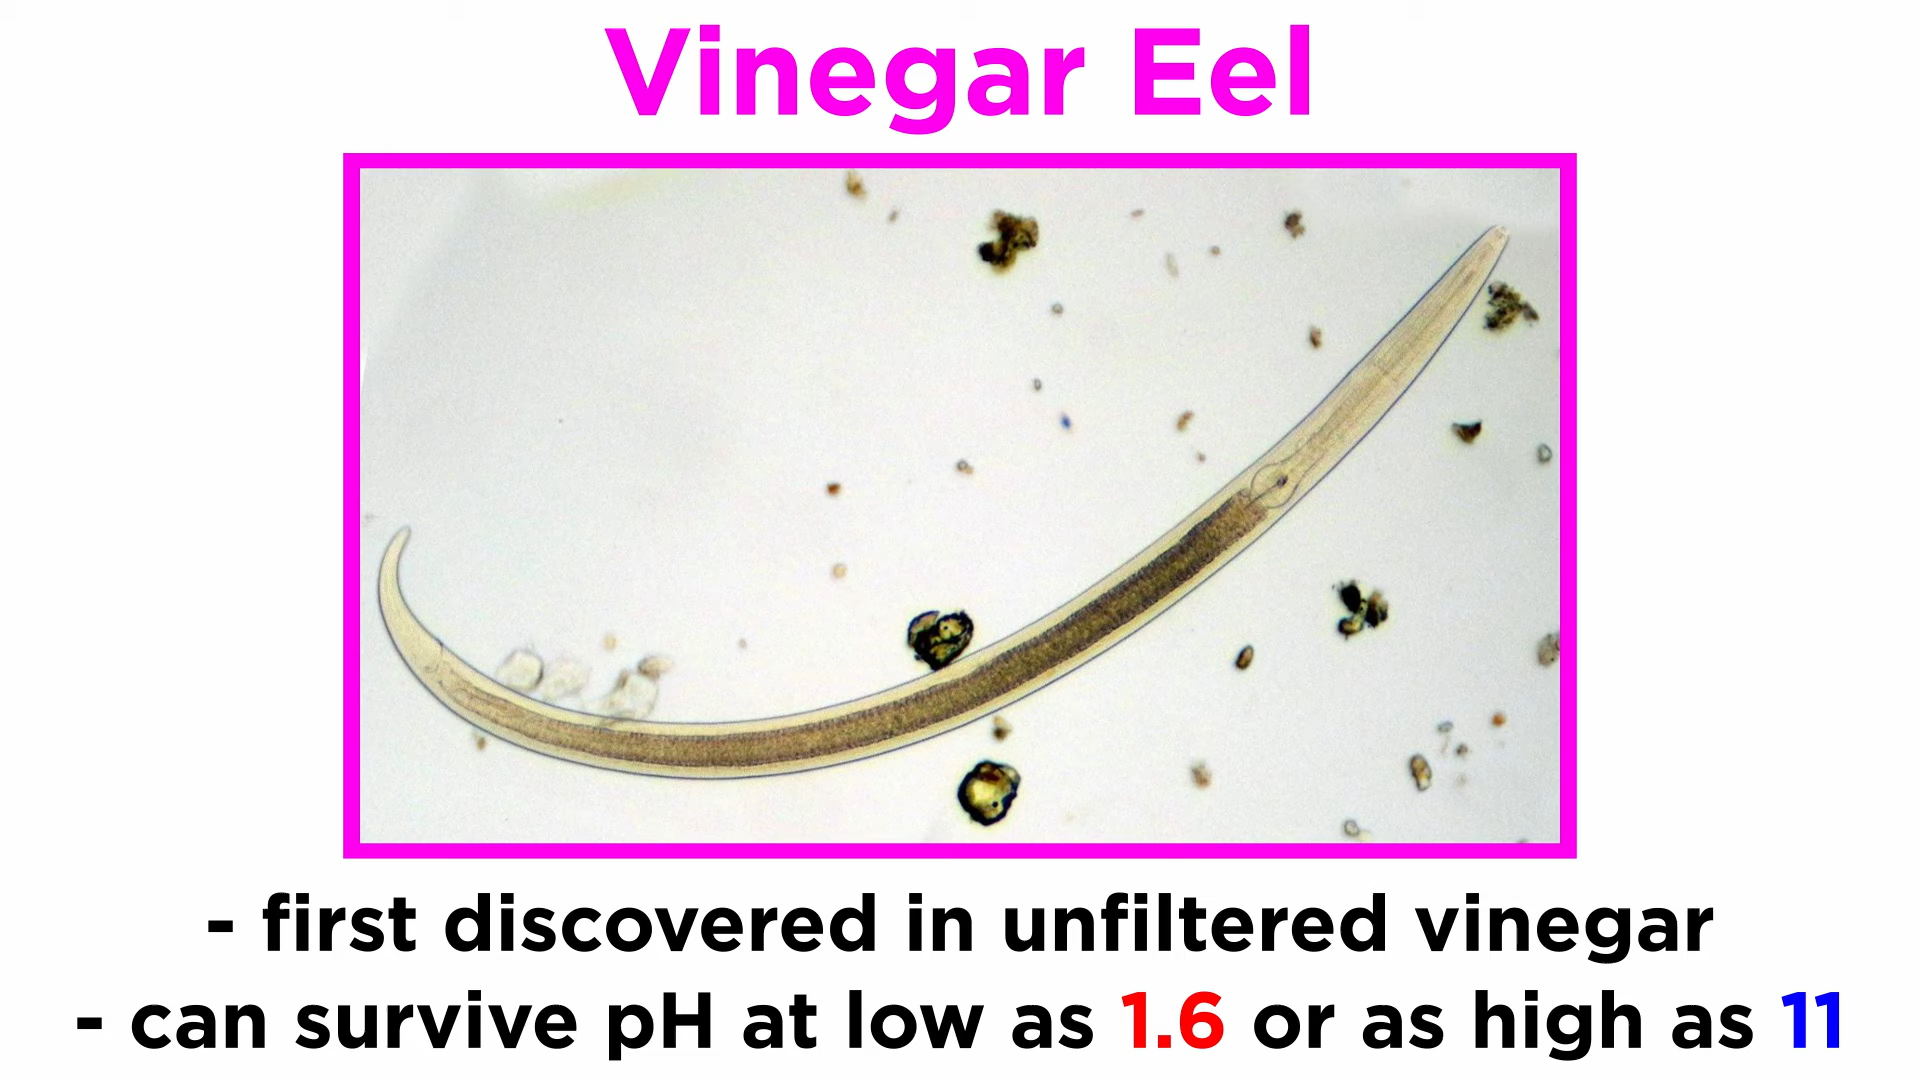 Vinegar Eel
- first discovered in unfiltered vinegar
- can survive pH at low as 1.6 or as high as 11